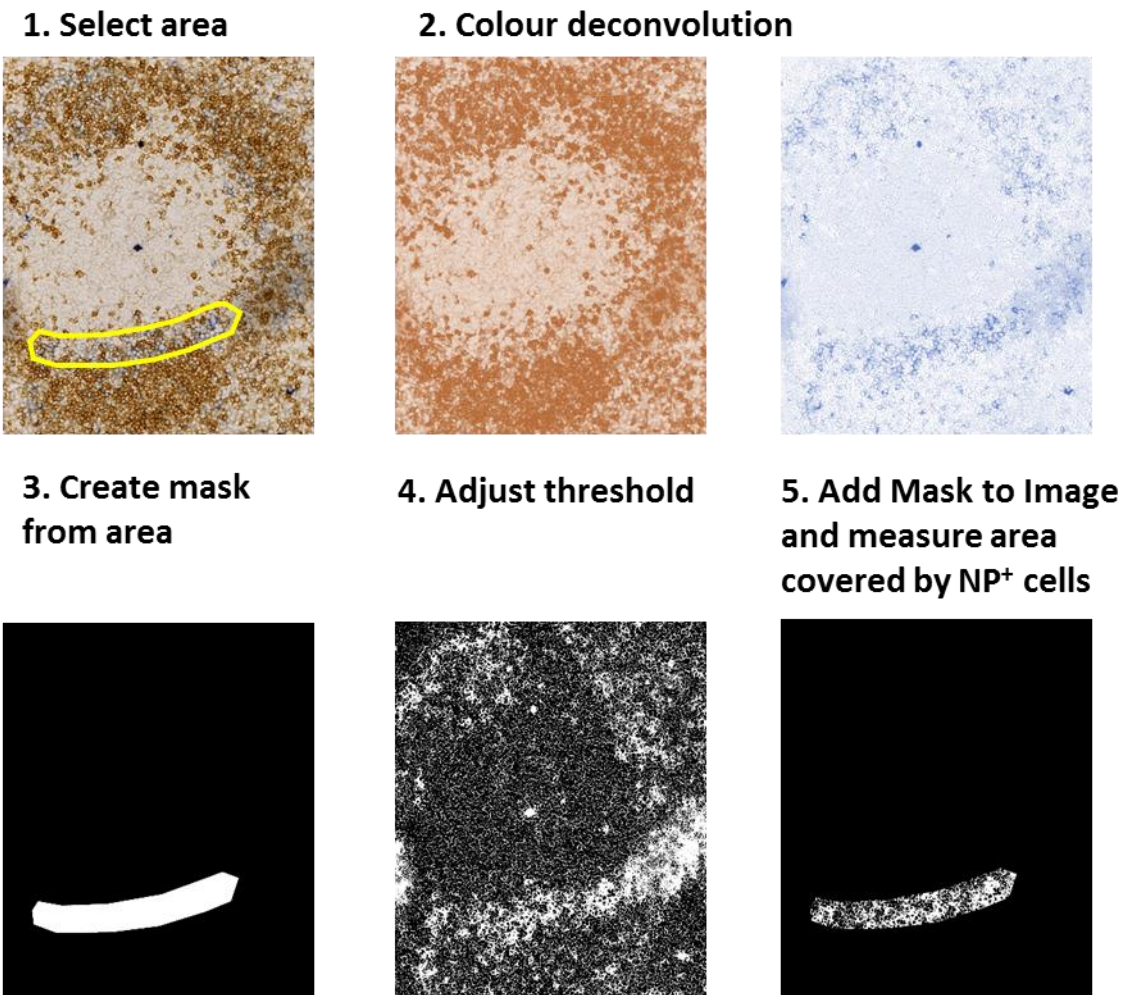 1. Select area
2. Colour deconvolution
3. Create mask
from area
4. Adjust threshold
5. Add Mask to Image
and measure area
covered by NP⁺ cells